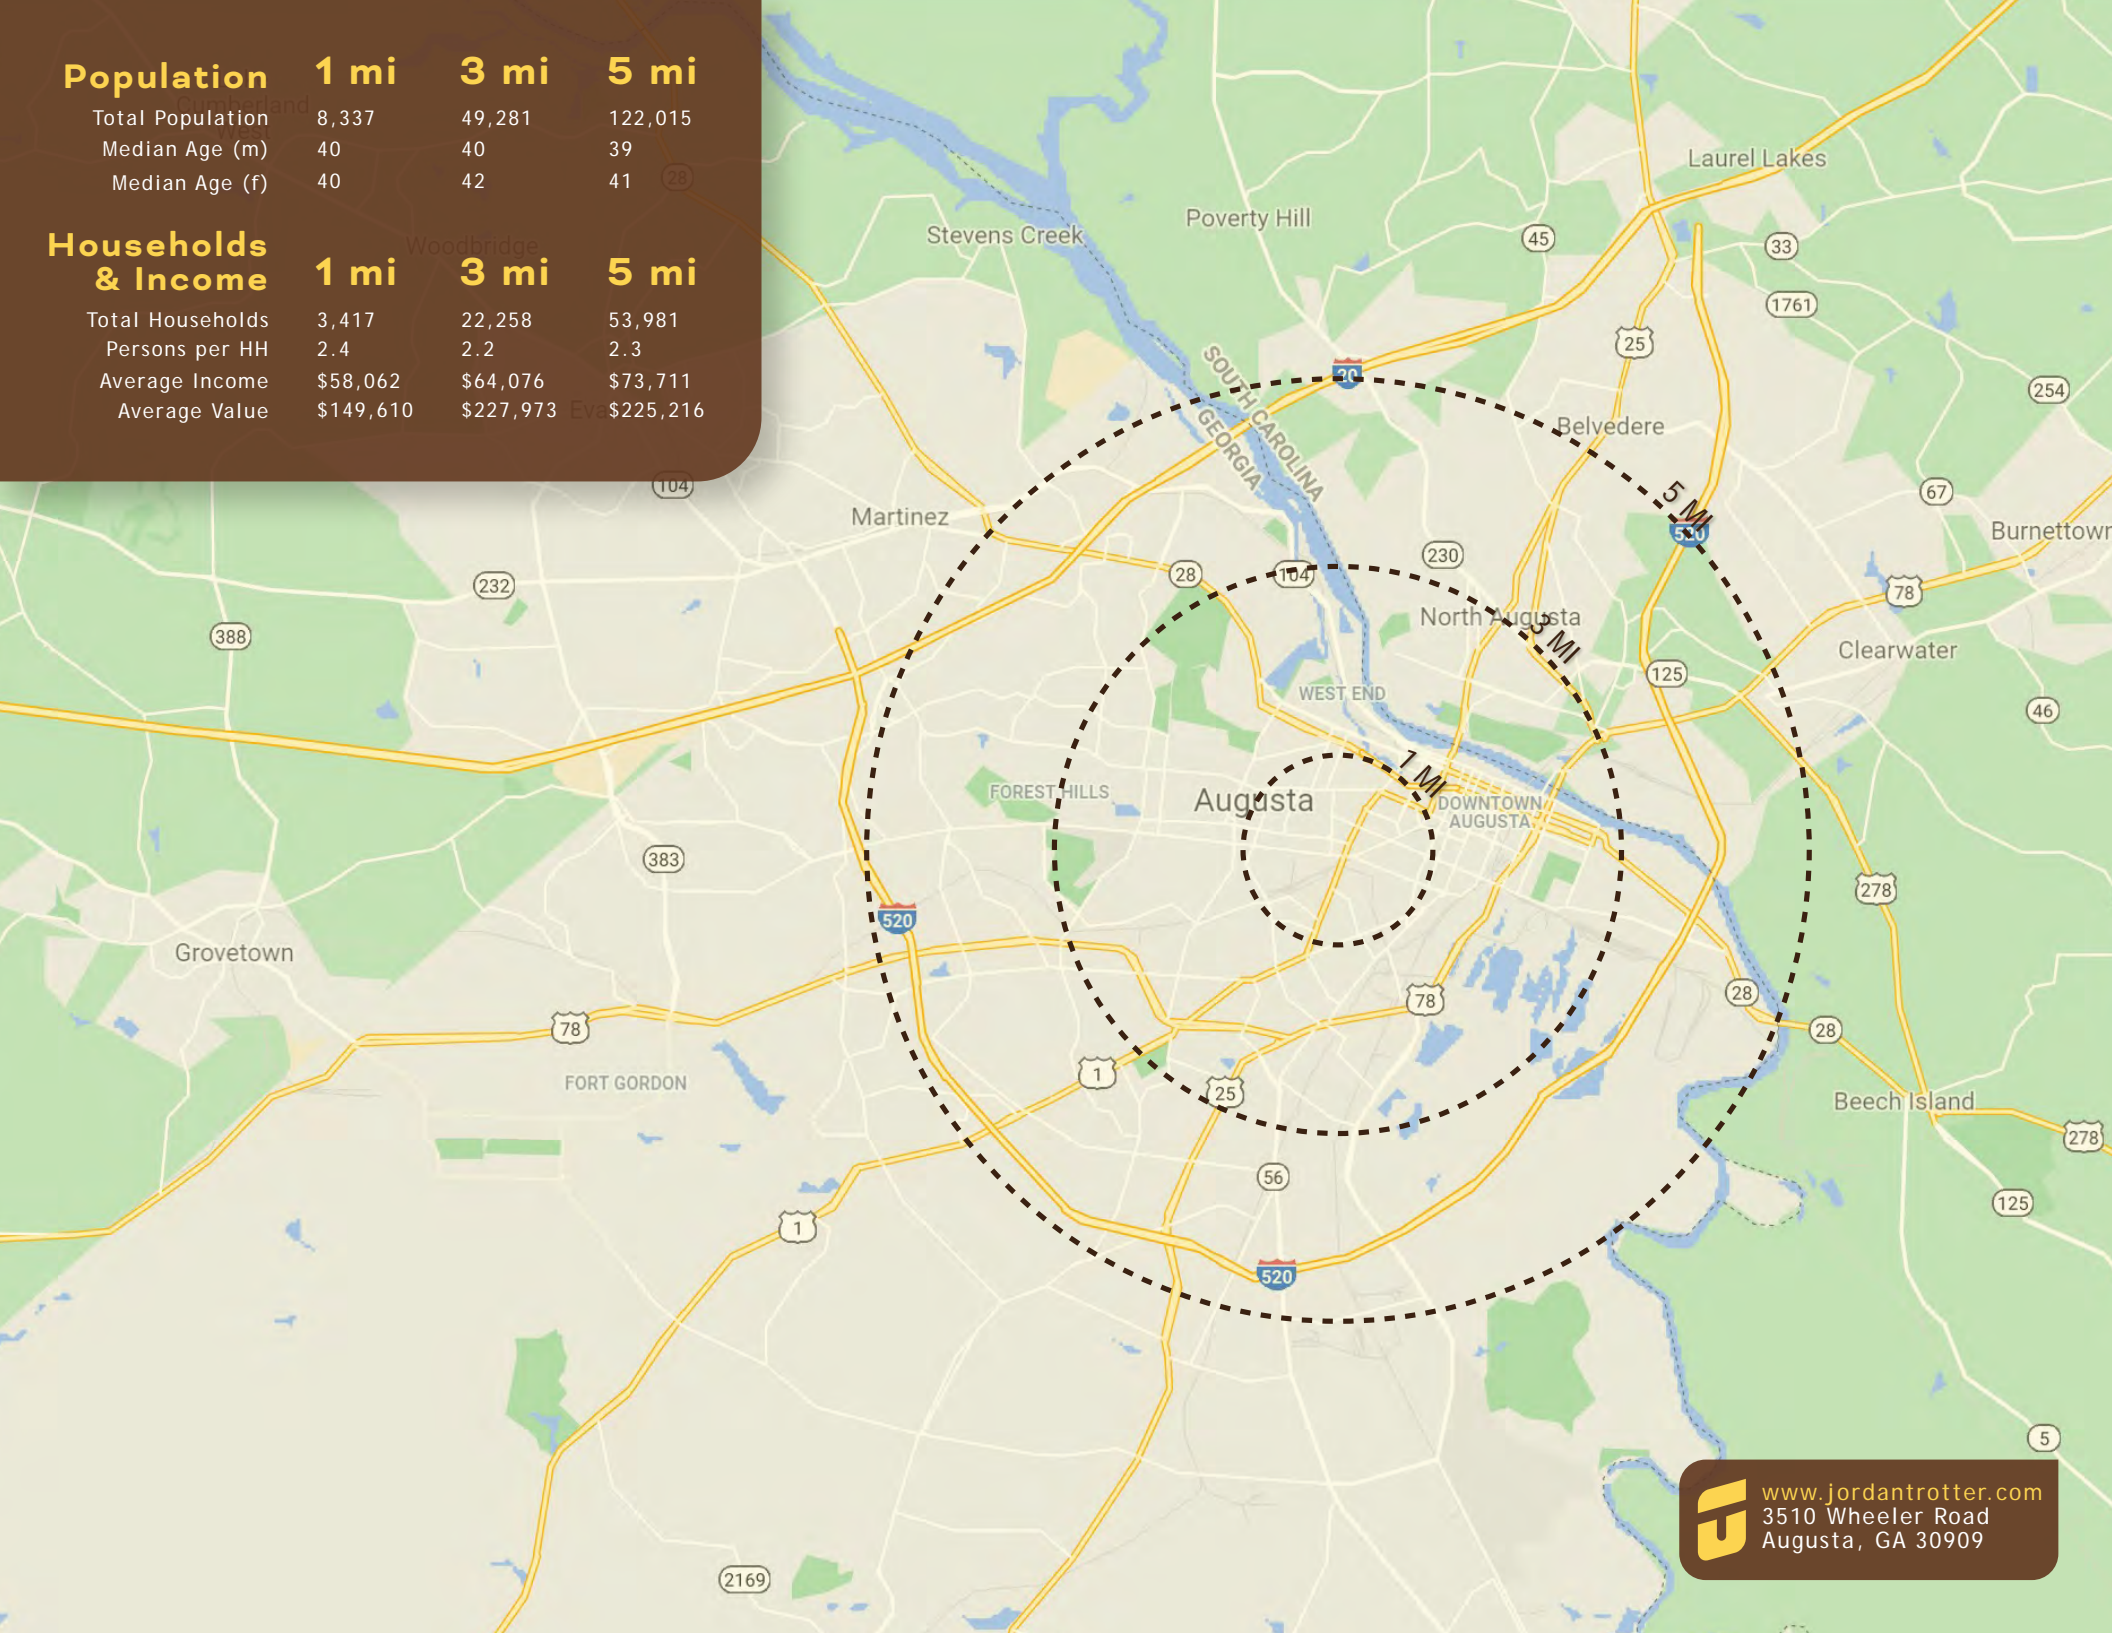 Population 1 mi 3 mi 5 mi
Total Population 8,337 49,281 122,015
Median Age (m) 40 40 39
Median Age (f) 40 42 41
Households
& Income 1 mi 3 mi 5 mi
Total Households 3,417 22,258 53,981
Persons per HH 2.4 2.2 2.3
Average Income $58,062 $64,076 $73,711
Average Value $149,610 $227,973 $225,216
Cumberland
West
28
Woodbridge
104
Laurel Lakes
Poverty Hill
Stevens Creek
45
33
1761
25
20
254
SOUTH CAROLINA
GEORGIA
Belvedere
5 MI
520
67
Burnettown
Martinez
232
28
104
230
78
388
North Augusta
3 MI
Clearwater
125
WEST END
46
1 MI
FOREST HILLS
Augusta
DOWNTOWN
AUGUSTA
383
278
520
Grovetown
78
28
28
78
1
25
FORT GORDON
Beech Island
278
56
125
1
520
5
2169
www.jordantrotter.com
3510 Wheeler Road
Augusta, GA 30909